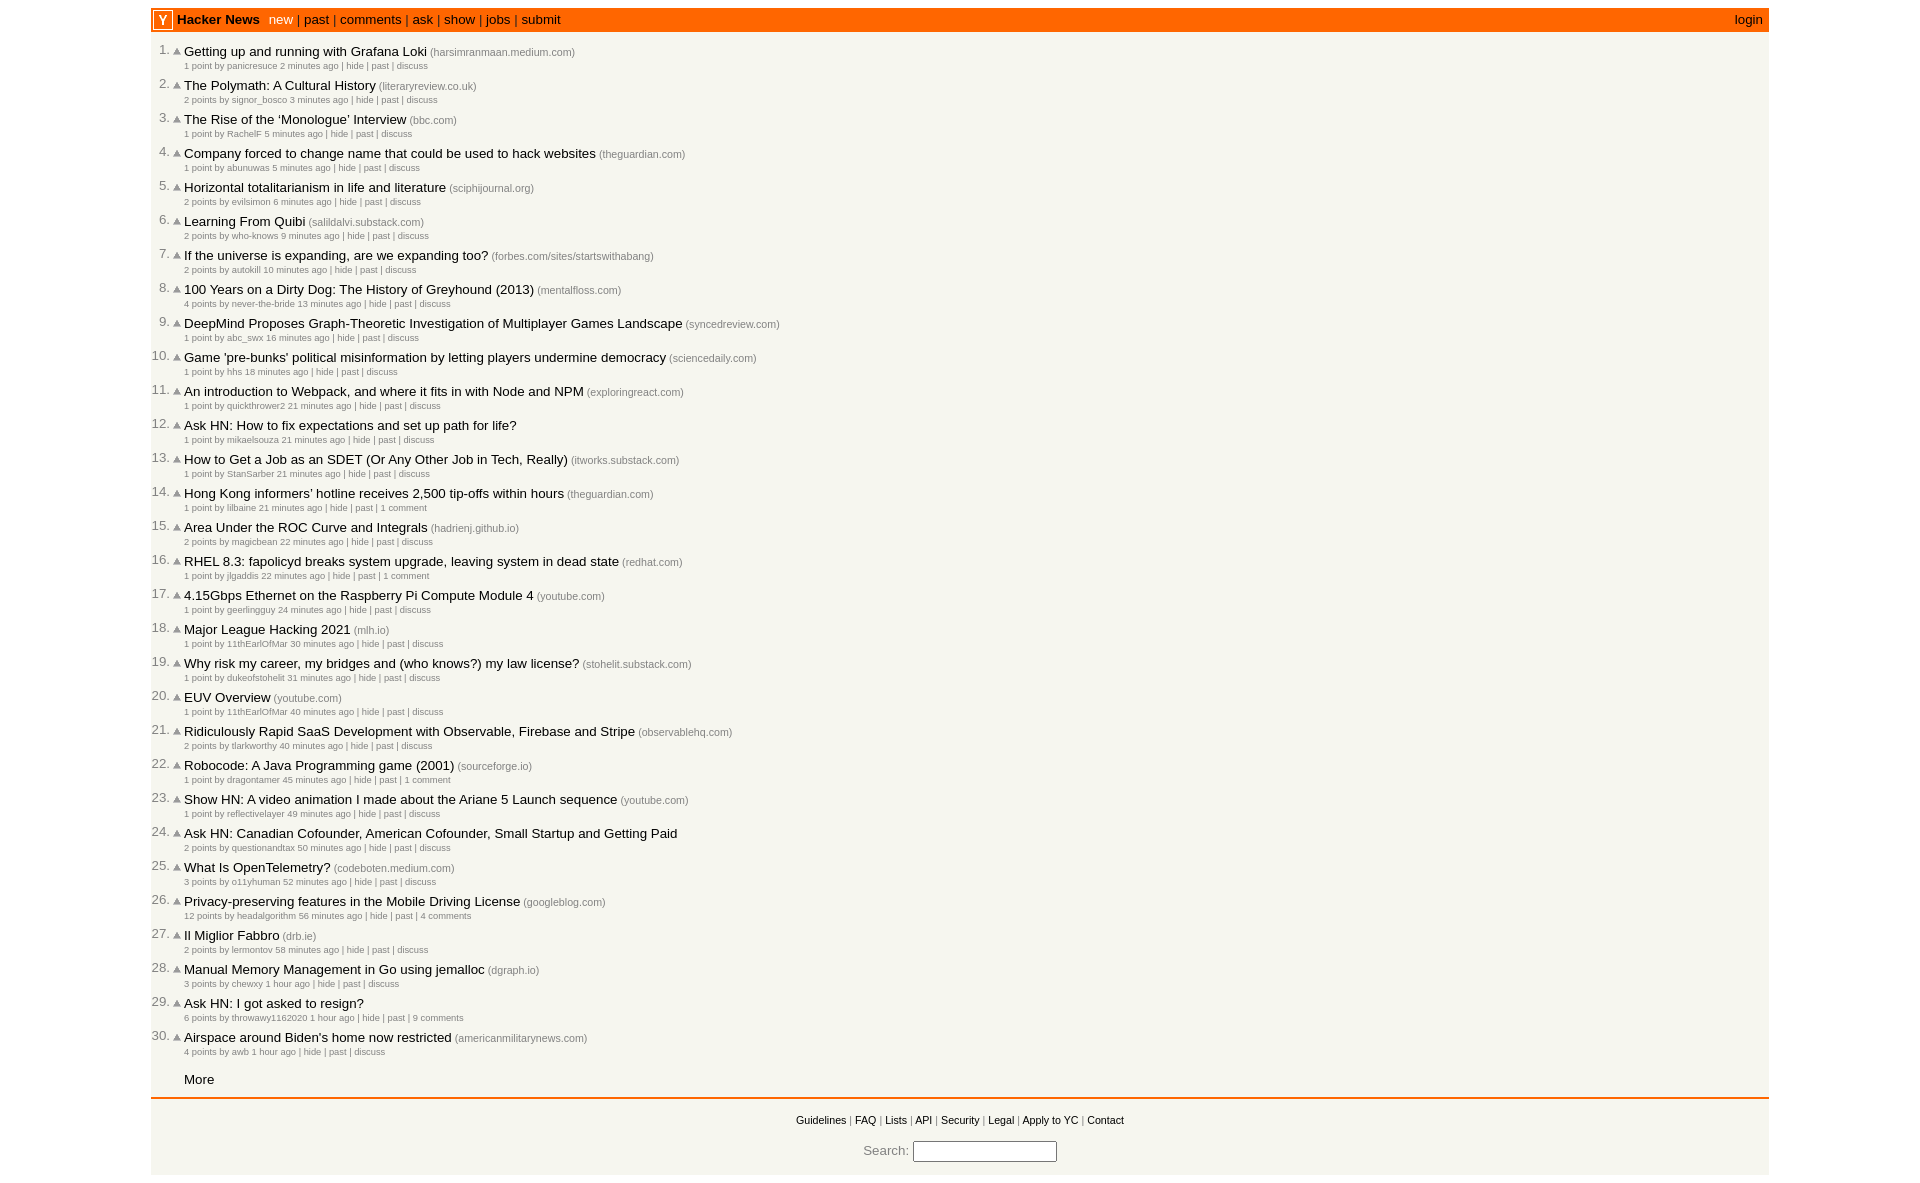 Y Hacker News new | past | comments | ask | show | jobs | submit login
1. Getting up and running with Grafana Loki (harsimranmaan.medium.com)
1 point by panicresuce 2 minutes ago | hide | past | discuss
2. The Polymath: A Cultural History (literaryreview.co.uk)
2 points by signor_bosco 3 minutes ago | hide | past | discuss
3. The Rise of the ‘Monologue’ Interview (bbc.com)
1 point by RachelF 5 minutes ago | hide | past | discuss
4. Company forced to change name that could be used to hack websites (theguardian.com)
1 point by abunuwas 5 minutes ago | hide | past | discuss
5. Horizontal totalitarianism in life and literature (sciphijournal.org)
2 points by evilsimon 6 minutes ago | hide | past | discuss
6. Learning From Quibi (salildalvi.substack.com)
2 points by who-knows 9 minutes ago | hide | past | discuss
7. If the universe is expanding, are we expanding too? (forbes.com/sites/startswithabang)
2 points by autokill 10 minutes ago | hide | past | discuss
8. 100 Years on a Dirty Dog: The History of Greyhound (2013) (mentalfloss.com)
4 points by never-the-bride 13 minutes ago | hide | past | discuss
9. DeepMind Proposes Graph-Theoretic Investigation of Multiplayer Games Landscape (syncedreview.com)
1 point by abc_swx 16 minutes ago | hide | past | discuss
10. Game 'pre-bunks' political misinformation by letting players undermine democracy (sciencedaily.com)
1 point by hhs 18 minutes ago | hide | past | discuss
11. An introduction to Webpack, and where it fits in with Node and NPM (exploringreact.com)
1 point by quickthrower2 21 minutes ago | hide | past | discuss
12. Ask HN: How to fix expectations and set up path for life?
1 point by mikaelsouza 21 minutes ago | hide | past | discuss
13. How to Get a Job as an SDET (Or Any Other Job in Tech, Really) (itworks.substack.com)
1 point by StanSarber 21 minutes ago | hide | past | discuss
14. Hong Kong informers’ hotline receives 2,500 tip-offs within hours (theguardian.com)
1 point by lilbaine 21 minutes ago | hide | past | 1 comment
15. Area Under the ROC Curve and Integrals (hadrienj.github.io)
2 points by magicbean 22 minutes ago | hide | past | discuss
16. RHEL 8.3: fapolicyd breaks system upgrade, leaving system in dead state (redhat.com)
1 point by jlgaddis 22 minutes ago | hide | past | 1 comment
17. 4.15Gbps Ethernet on the Raspberry Pi Compute Module 4 (youtube.com)
1 point by geerlingguy 24 minutes ago | hide | past | discuss
18. Major League Hacking 2021 (mlh.io)
1 point by 11thEarlOfMar 30 minutes ago | hide | past | discuss
19. Why risk my career, my bridges and (who knows?) my law license? (stohelit.substack.com)
1 point by dukeofstohelit 31 minutes ago | hide | past | discuss
20. EUV Overview (youtube.com)
1 point by 11thEarlOfMar 40 minutes ago | hide | past | discuss
21. Ridiculously Rapid SaaS Development with Observable, Firebase and Stripe (observablehq.com)
2 points by tlarkworthy 40 minutes ago | hide | past | discuss
22. Robocode: A Java Programming game (2001) (sourceforge.io)
1 point by dragontamer 45 minutes ago | hide | past | 1 comment
23. Show HN: A video animation I made about the Ariane 5 Launch sequence (youtube.com)
1 point by reflectivelayer 49 minutes ago | hide | past | discuss
24. Ask HN: Canadian Cofounder, American Cofounder, Small Startup and Getting Paid
2 points by questionandtax 50 minutes ago | hide | past | discuss
25. What Is OpenTelemetry? (codeboten.medium.com)
3 points by o11yhuman 52 minutes ago | hide | past | discuss
26. Privacy-preserving features in the Mobile Driving License (googleblog.com)
12 points by headalgorithm 56 minutes ago | hide | past | 4 comments
27. Il Miglior Fabbro (drb.ie)
2 points by lermontov 58 minutes ago | hide | past | discuss
28. Manual Memory Management in Go using jemalloc (dgraph.io)
3 points by chewxy 1 hour ago | hide | past | discuss
29. Ask HN: I got asked to resign?
6 points by throwawy1162020 1 hour ago | hide | past | 9 comments
30. Airspace around Biden's home now restricted (americanmilitarynews.com)
4 points by awb 1 hour ago | hide | past | discuss
More
Guidelines | FAQ | Lists | API | Security | Legal | Apply to YC | Contact
Search: